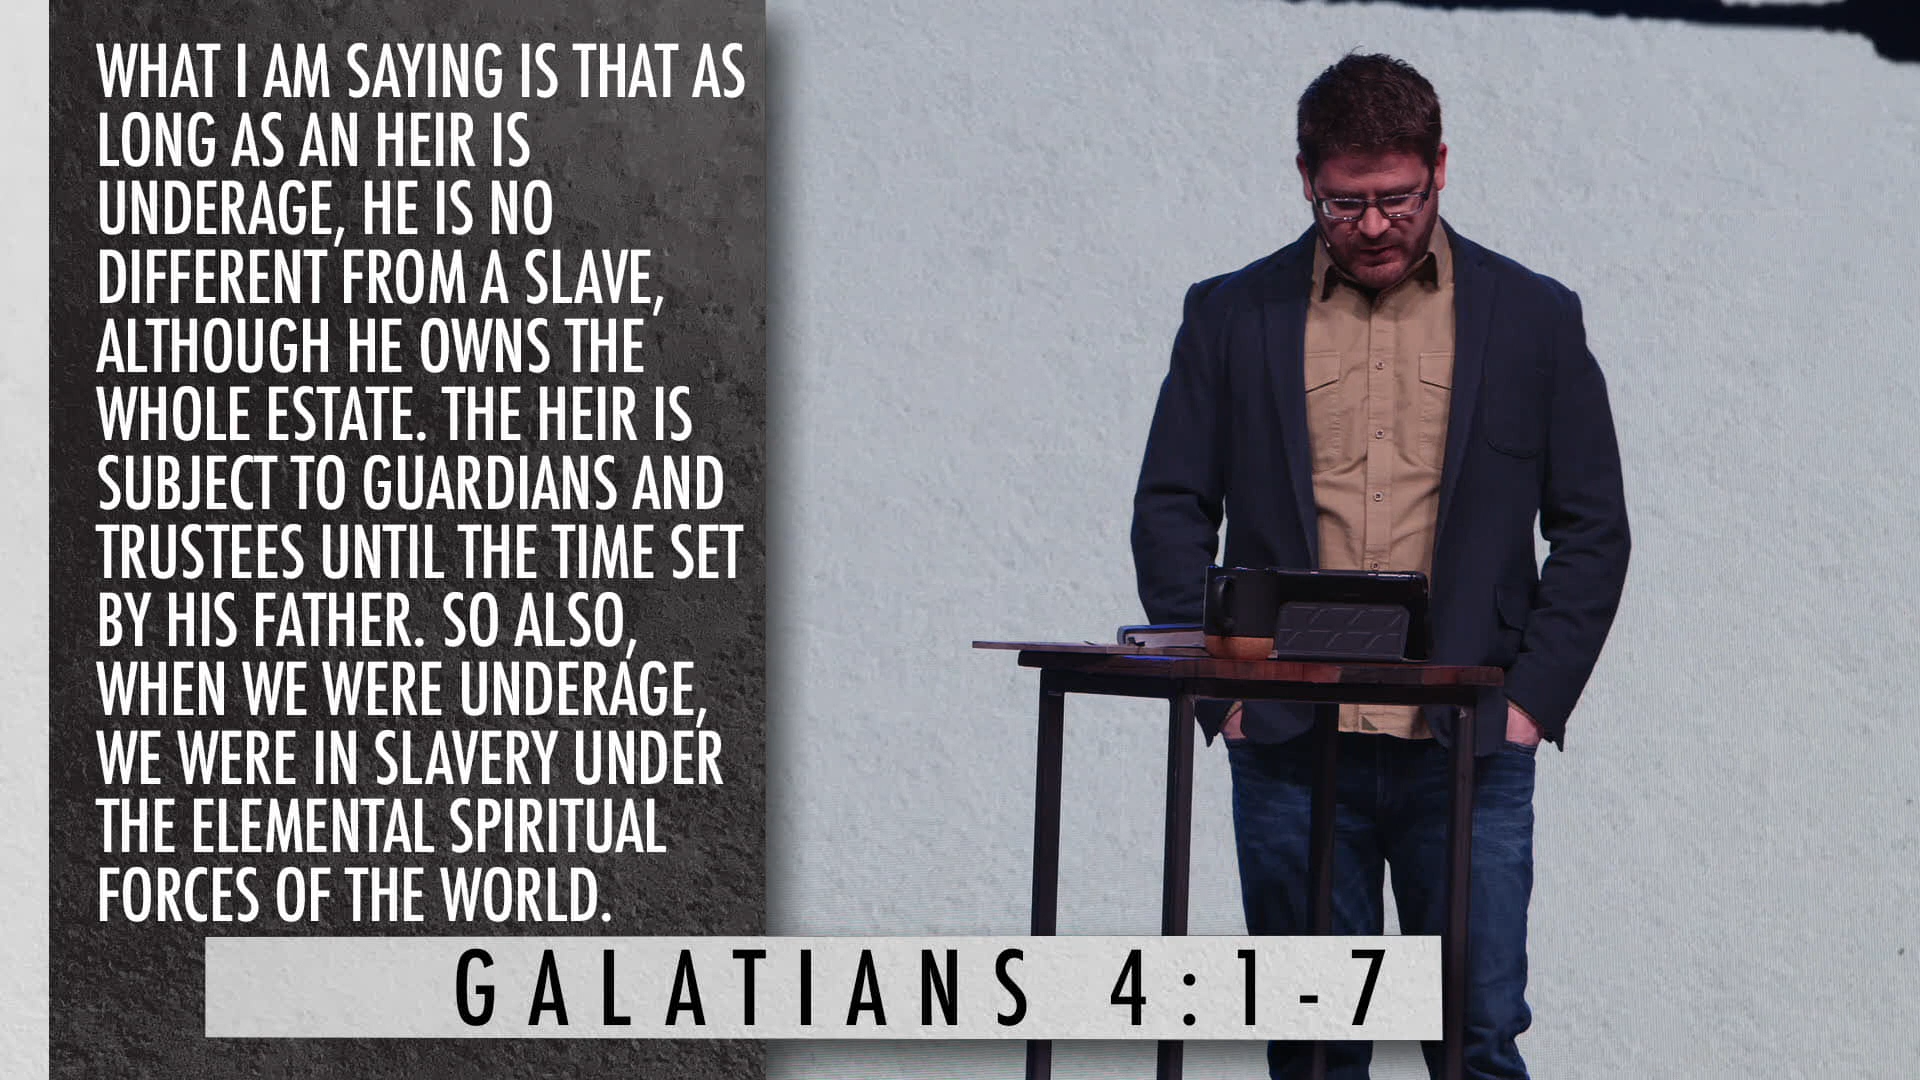 WHAT I AM SAYING IS THAT AS
LONG AS AN HEIR IS
UNDERAGE, HE IS NO
DIFFERENT FROM A SLAVE,
ALTHOUGH HE OWNS THE
WHOLE ESTATE. THE HEIR IS
SUBJECT TO GUARDIANS AND
TRUSTEES UNTIL THE TIME SET
BY HIS FATHER. SO ALSO,
WHEN WE WERE UNDERAGE,
WE WERE IN SLAVERY UNDER
THE ELEMENTAL SPIRITUAL
FORCES OF THE WORLD.
GALATIANS 4:1-7